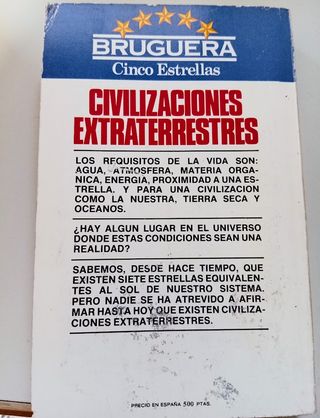 BRUGUERA
Cinco Estrellas
CIVILIZACIONES
EXTRATERRESTRES
LOS REQUISITOS DE LA VIDA SON:
AGUA, ATMOSFERA, MATERIA ORGA-
NICA, ENERGIA, PROXIMIDAD A UNA ES-
TRELLA. Y PARA UNA CIVILIZACION
COMO LA NUESTRA, TIERRA SECA Y
OCEANOS.
¿HAY ALGUN LUGAR EN EL UNIVERSO
DONDE ESTAS CONDICIONES SEAN UNA
REALIDAD?
SABEMOS, DESDE HACE TIEMPO, QUE
EXISTEN SIETE ESTRELLAS EQUIVALEN-
TES AL SOL DE NUESTRO SISTEMA.
PERO NADIE SE HA ATREVIDO A AFIR-
MAR HASTA HOY QUE EXISTEN CIVILIZA-
CIONES EXTRATERRESTRES.
PRECIO EN ESPAÑA 500 PTAS.